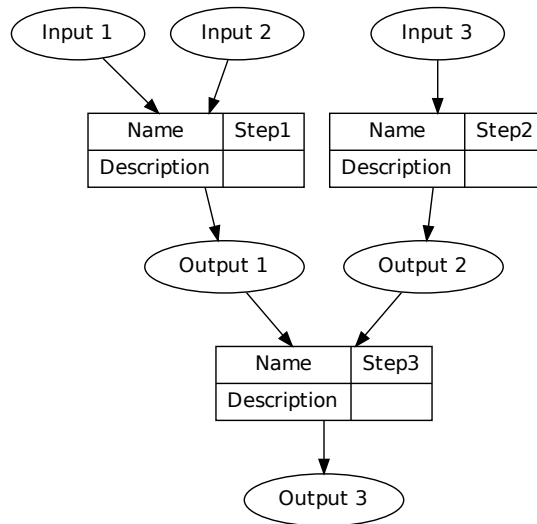 Input 1
Input 2
Input 3
Name Step1
Description
Name Step2
Description
Output 1
Output 2
Name Step3
Description
Output 3